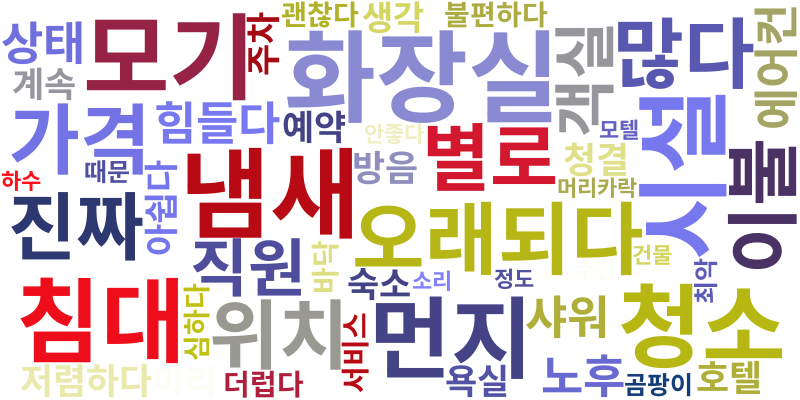 괜찮다
생각
불편하다
상태
모기
주차
화장실
객실
많다
에어컨
계속
가격
힘들다
예약
안좋다
모텔
시설
때문
하수
아쉽다
냄새
방음
별로
청결
머리카락
이불
진짜
직원
바닥
오래되다
건물
숙소
소리
정도
최악
침대
심하다
위치
서비스
먼지
샤워
청소
저렴하다
마리
더럽다
욕실
노후
곰팡이
호텔